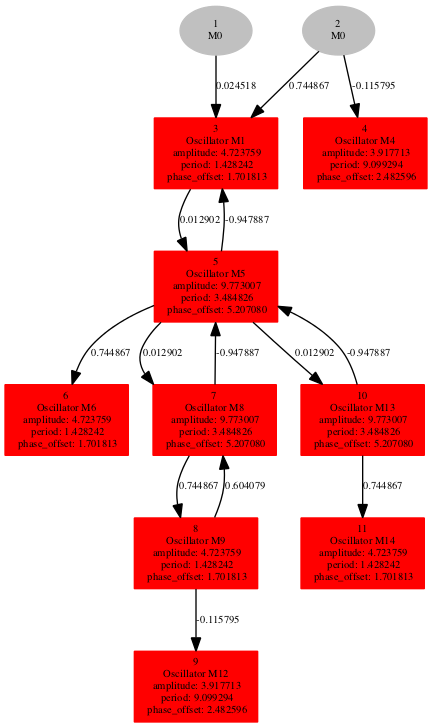 1
M0
2
M0
0.024518
0.744867
-0.115795
3
Oscillator M1
amplitude: 4.723759
period: 1.428242
phase_offset: 1.701813
4
Oscillator M4
amplitude: 3.917713
period: 9.099294
phase_offset: 2.482596
0.012902
-0.947887
5
Oscillator M5
amplitude: 9.773007
period: 3.484826
phase_offset: 5.207080
0.744867
0.012902
-0.947887
0.012902
-0.947887
6
Oscillator M6
amplitude: 4.723759
period: 1.428242
phase_offset: 1.701813
7
Oscillator M8
amplitude: 9.773007
period: 3.484826
phase_offset: 5.207080
10
Oscillator M13
amplitude: 9.773007
period: 3.484826
phase_offset: 5.207080
0.744867
0.604079
0.744867
8
Oscillator M9
amplitude: 4.723759
period: 1.428242
phase_offset: 1.701813
11
Oscillator M14
amplitude: 4.723759
period: 1.428242
phase_offset: 1.701813
-0.115795
9
Oscillator M12
amplitude: 3.917713
period: 9.099294
phase_offset: 2.482596